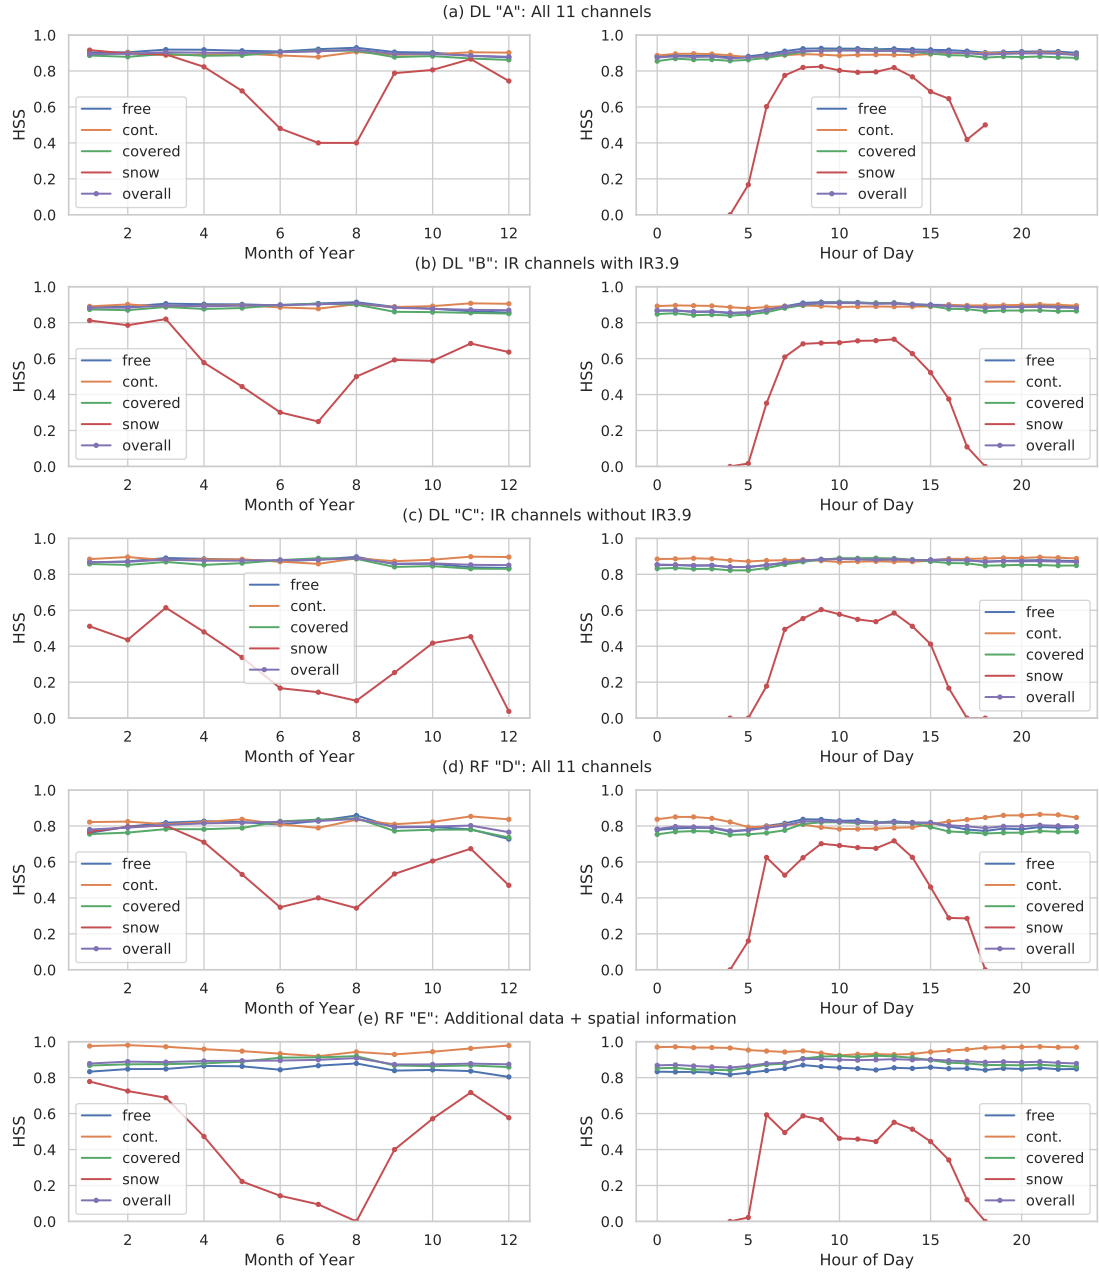 (a) DL "A": All 11 channels
HSS
1.0
0.8
0.6
0.4
0.2
0.0
free
cont.
covered
snow
overall
2 4 6 8 10 12
Month of Year
HSS
1.0
0.8
0.6
0.4
0.2
0.0
free
cont.
covered
snow
overall
0 5 10 15 20
Hour of Day
(b) DL "B": IR channels with IR3.9
HSS
1.0
0.8
0.6
0.4
0.2
0.0
free
cont.
covered
snow
overall
2 4 6 8 10 12
Month of Year
HSS
1.0
0.8
0.6
0.4
0.2
0.0
free
cont.
covered
snow
overall
0 5 10 15 20
Hour of Day
(c) DL "C": IR channels without IR3.9
HSS
1.0
0.8
0.6
0.4
0.2
0.0
free
cont.
covered
snow
overall
2 4 6 8 10 12
Month of Year
HSS
1.0
0.8
0.6
0.4
0.2
0.0
free
cont.
covered
snow
overall
0 5 10 15 20
Hour of Day
(d) RF "D": All 11 channels
HSS
1.0
0.8
0.6
0.4
0.2
0.0
free
cont.
covered
snow
overall
2 4 6 8 10 12
Month of Year
HSS
1.0
0.8
0.6
0.4
0.2
0.0
free
cont.
covered
snow
overall
0 5 10 15 20
Hour of Day
(e) RF "E": Additional data + spatial information
HSS
1.0
0.8
0.6
0.4
0.2
0.0
free
cont.
covered
snow
overall
2 4 6 8 10 12
Month of Year
HSS
1.0
0.8
0.6
0.4
0.2
0.0
free
cont.
covered
snow
overall
0 5 10 15 20
Hour of Day